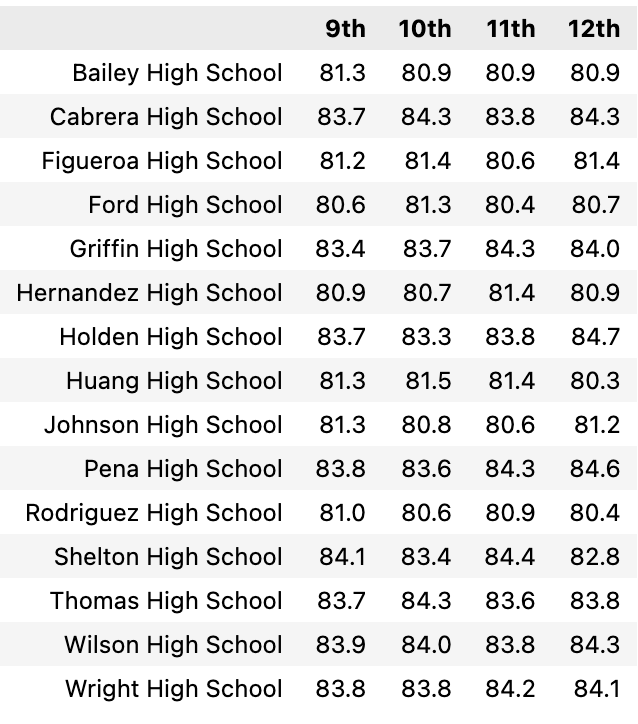 9th 10th 11th 12th
Bailey High School 81.3 80.9 80.9 80.9
Cabrera High School 83.7 84.3 83.8 84.3
Figueroa High School 81.2 81.4 80.6 81.4
Ford High School 80.6 81.3 80.4 80.7
Griffin High School 83.4 83.7 84.3 84.0
Hernandez High School 80.9 80.7 81.4 80.9
Holden High School 83.7 83.3 83.8 84.7
Huang High School 81.3 81.5 81.4 80.3
Johnson High School 81.3 80.8 80.6 81.2
Pena High School 83.8 83.6 84.3 84.6
Rodriguez High School 81.0 80.6 80.9 80.4
Shelton High School 84.1 83.4 84.4 82.8
Thomas High School 83.7 84.3 83.6 83.8
Wilson High School 83.9 84.0 83.8 84.3
Wright High School 83.8 83.8 84.2 84.1